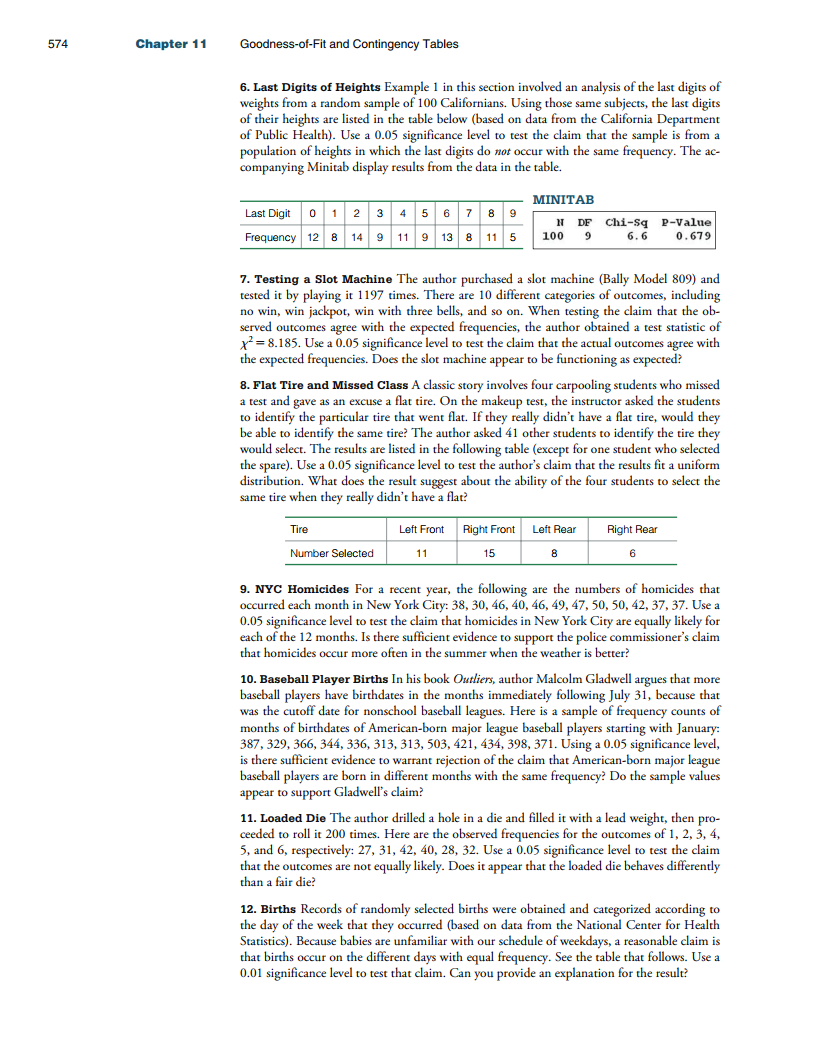 574 Chapter 11 Goodness-of-Fit and Contingency Tables
6. Last Digits of Heights Example 1 in this section involved an analysis of the last digits of
weights from a random sample of 100 Californians. Using those same subjects, the last digits
of their heights are listed in the table below (based on data from the California Department
of Public Health). Use a 0.05 significance level to test the claim that the sample is from a
population of heights in which the last digits do not occur with the same frequency. The ac-
companying Minitab display results from the data in the table.
MINITAB
Last Digit 0 1 2 3 4 5 6 7 8 9
Frequency 12 8 14 9 11 9 13 8 11 5
N DF Chi-Sq P-Value
100 9 6.6 0.679
7. Testing a Slot Machine The author purchased a slot machine (Bally Model 809) and
tested it by playing it 1197 times. There are 10 different categories of outcomes, including
no win, win jackpot, win with three bells, and so on. When testing the claim that the ob-
served outcomes agree with the expected frequencies, the author obtained a test statistic of
χ² = 8.185. Use a 0.05 significance level to test the claim that the actual outcomes agree with
the expected frequencies. Does the slot machine appear to be functioning as expected?
8. Flat Tire and Missed Class A classic story involves four carpooling students who missed
a test and gave as an excuse a flat tire. On the makeup test, the instructor asked the students
to identify the particular tire that went flat. If they really didn't have a flat tire, would they
be able to identify the same tire? The author asked 41 other students to identify the tire they
would select. The results are listed in the following table (except for one student who selected
the spare). Use a 0.05 significance level to test the author's claim that the results fit a uniform
distribution. What does the result suggest about the ability of the four students to select the
same tire when they really didn't have a flat?
Tire Left Front Right Front Left Rear Right Rear
Number Selected 11 15 8 6
9. NYC Homicides For a recent year, the following are the numbers of homicides that
occurred each month in New York City: 38, 30, 46, 40, 46, 49, 47, 50, 50, 42, 37, 37. Use a
0.05 significance level to test the claim that homicides in New York City are equally likely for
each of the 12 months. Is there sufficient evidence to support the police commissioner's claim
that homicides occur more often in the summer when the weather is better?
10. Baseball Player Births In his book Outliers, author Malcolm Gladwell argues that more
baseball players have birthdates in the months immediately following July 31, because that
was the cutoff date for nonschool baseball leagues. Here is a sample of frequency counts of
months of birthdates of American-born major league baseball players starting with January:
387, 329, 366, 344, 336, 313, 313, 503, 421, 434, 398, 371. Using a 0.05 significance level,
is there sufficient evidence to warrant rejection of the claim that American-born major league
baseball players are born in different months with the same frequency? Do the sample values
appear to support Gladwell's claim?
11. Loaded Die The author drilled a hole in a die and filled it with a lead weight, then pro-
ceeded to roll it 200 times. Here are the observed frequencies for the outcomes of 1, 2, 3, 4,
5, and 6, respectively: 27, 31, 42, 40, 28, 32. Use a 0.05 significance level to test the claim
that the outcomes are not equally likely. Does it appear that the loaded die behaves differently
than a fair die?
12. Births Records of randomly selected births were obtained and categorized according to
the day of the week that they occurred (based on data from the National Center for Health
Statistics). Because babies are unfamiliar with our schedule of weekdays, a reasonable claim is
that births occur on the different days with equal frequency. See the table that follows. Use a
0.01 significance level to test that claim. Can you provide an explanation for the result?